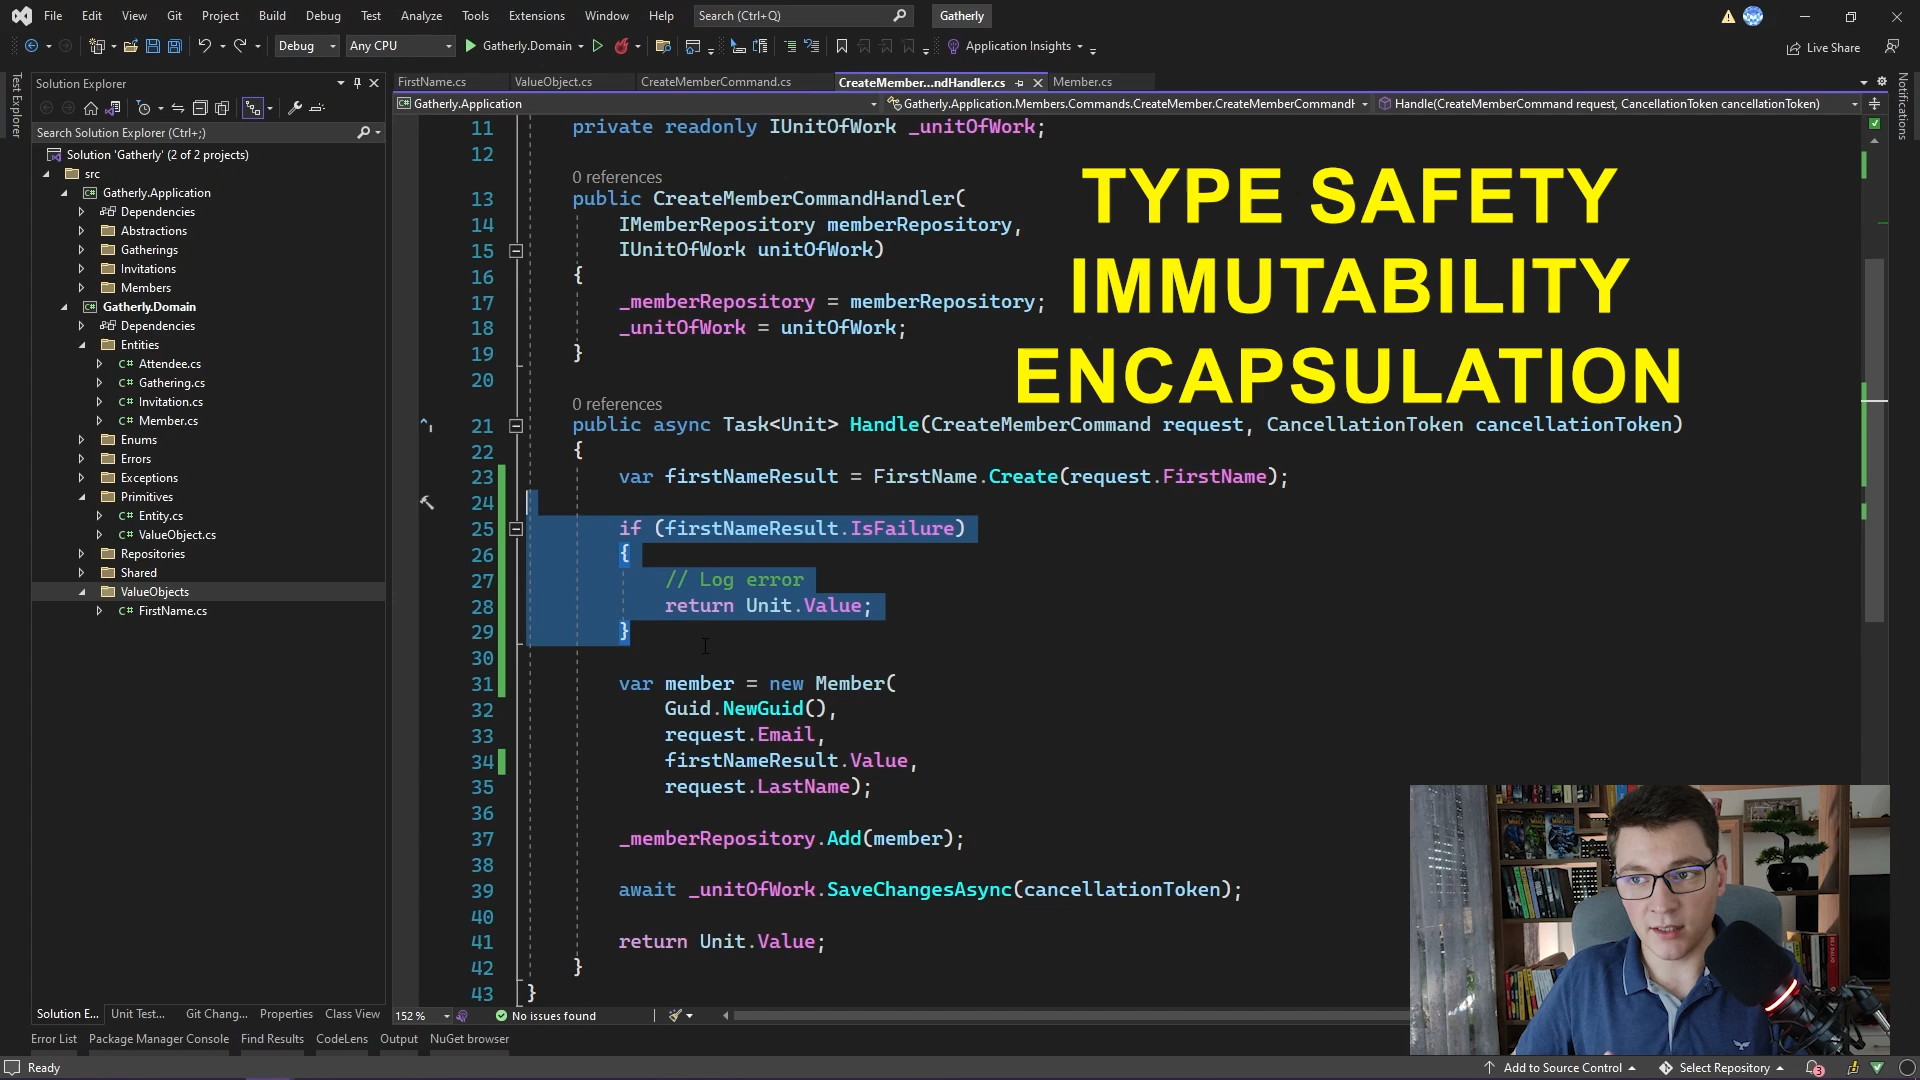 File Edit View Git Project Build Debug Test Analyze Tools Extensions Window Help Search (Ctrl+Q) Gatherly
Debug Any CPU Gatherly.Domain Application Insights Live Share
Test Explorer
Solution Explorer
Search Solution Explorer (Ctrl+;)
Solution 'Gatherly' (2 of 2 projects)
src
Gatherly.Application
Dependencies
Abstractions
Gatherings
Invitations
Members
Gatherly.Domain
Dependencies
Entities
C# Attendee.cs
C# Gathering.cs
C# Invitation.cs
C# Member.cs
Enums
Errors
Exceptions
Primitives
C# Entity.cs
C# ValueObject.cs
Repositories
Shared
ValueObjects
C# FirstName.cs
Solution E... Unit Test... Git Chang... Properties Class View
FirstName.cs ValueObject.cs CreateMemberCommand.cs CreateMember...ndHandler.cs Member.cs
Gatherly.Application Gatherly.Application.Members.Commands.CreateMember.CreateMemberCommandH Handle(CreateMemberCommand request, CancellationToken cancellationToken)
11 private readonly IUnitOfWork _unitOfWork;
12
0 references
13 public CreateMemberCommandHandler(
14 IMemberRepository memberRepository,
15 IUnitOfWork unitOfWork)
16 {
17 _memberRepository = memberRepository;
18 _unitOfWork = unitOfWork;
19 }
20
0 references
21 public async Task<Unit> Handle(CreateMemberCommand request, CancellationToken cancellationToken)
22 {
23 var firstNameResult = FirstName.Create(request.FirstName);
24
25 if (firstNameResult.IsFailure)
26 {
27 // Log error
28 return Unit.Value;
29 }
30
31 var member = new Member(
32 Guid.NewGuid(),
33 request.Email,
34 firstNameResult.Value,
35 request.LastName);
36
37 _memberRepository.Add(member);
38
39 await _unitOfWork.SaveChangesAsync(cancellationToken);
40
41 return Unit.Value;
42 }
43 }
TYPE SAFETY
IMMUTABILITY
ENCAPSULATION
Notifications
152 % No issues found
Error List Package Manager Console Find Results CodeLens Output NuGet browser
Ready Add to Source Control Select Repository 3